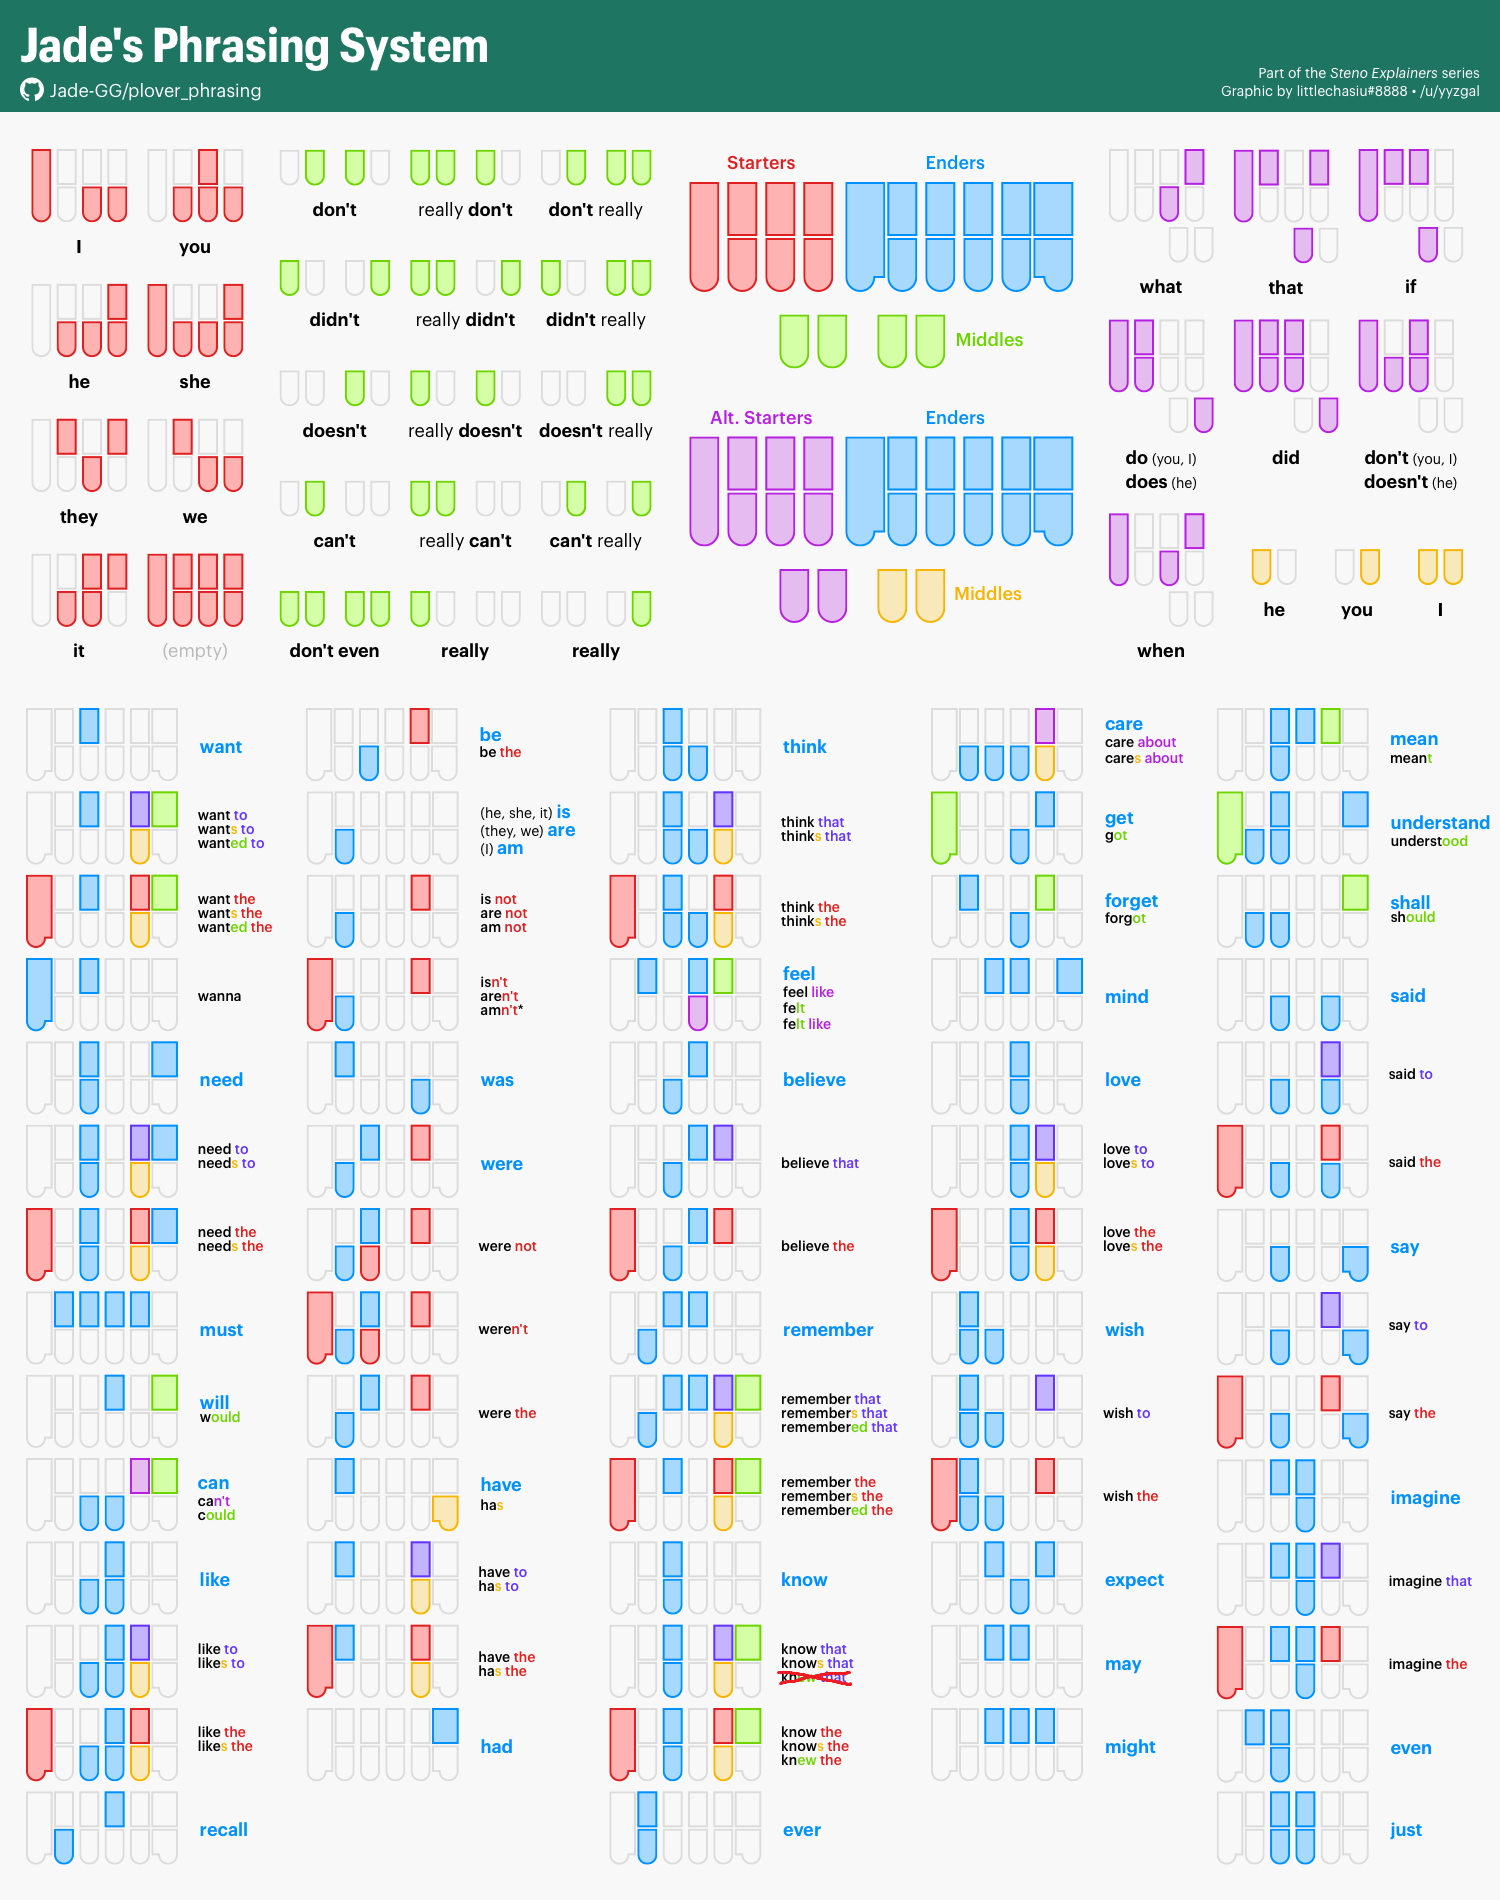 Jade's Phrasing System
Jade-GG/plover_phrasing
Part of the Steno Explainers series
Graphic by littlechasiu#8888 • /u/yyzgal
I
you
he
she
they
we
it
(empty)
don't
really don't
don't really
didn't
really didn't
didn't really
doesn't
really doesn't
doesn't really
can't
really can't
can't really
don't even
really
really
Starters
Enders
Middles
Alt. Starters
Enders
Middles
what
that
if
do (you, I)
does (he)
did
don't (you, I)
doesn't (he)
when
he
you
I
want
want to
wants to
wanted to
want the
wants the
wanted the
wanna
need
need to
needs to
need the
needs the
must
will
would
can
can't
could
like
like to
likes to
like the
likes the
recall
be
be the
(he, she, it) is
(they, we) are
(I) am
is not
are not
am not
isn't
aren't
amn't*
was
were
were not
weren't
were the
have
has
have to
has to
have the
has the
had
think
think that
thinks that
think the
thinks the
feel
feel like
felt
felt like
believe
believe that
believe the
remember
remember that
remembers that
remembered that
remember the
remembers the
remembered the
know
know that
knows that
knew that
know the
knows the
knew the
ever
care
care about
cares about
get
got
forget
forgot
mind
love
love to
loves to
love the
loves the
wish
wish to
wish the
expect
may
might
mean
meant
understand
understood
shall
should
said
said to
said the
say
say to
say the
imagine
imagine that
imagine the
even
just